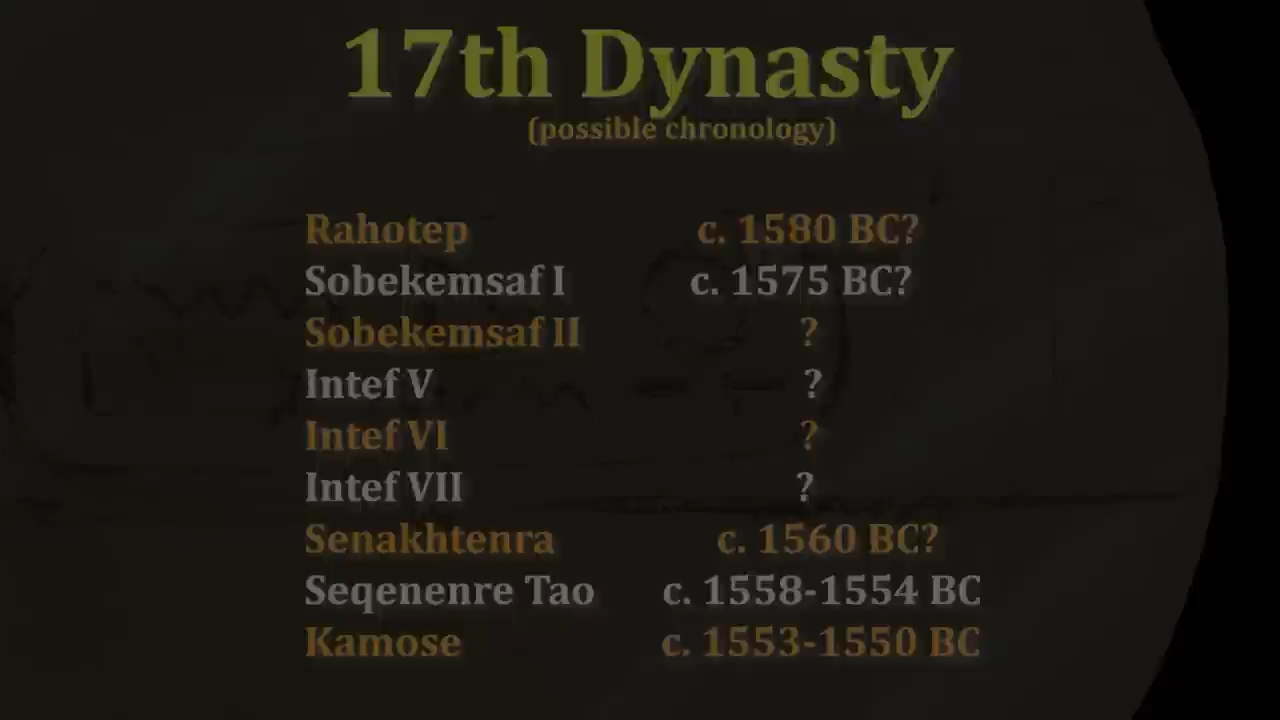 17th Dynasty
(possible chronology)
Rahotep c. 1580 BC?
Sobekemsaf I c. 1575 BC?
Sobekemsaf II ?
Intef V ?
Intef VI ?
Intef VII ?
Senakhtenra c. 1560 BC?
Seqenenre Tao c. 1558-1554 BC
Kamose c. 1553-1550 BC